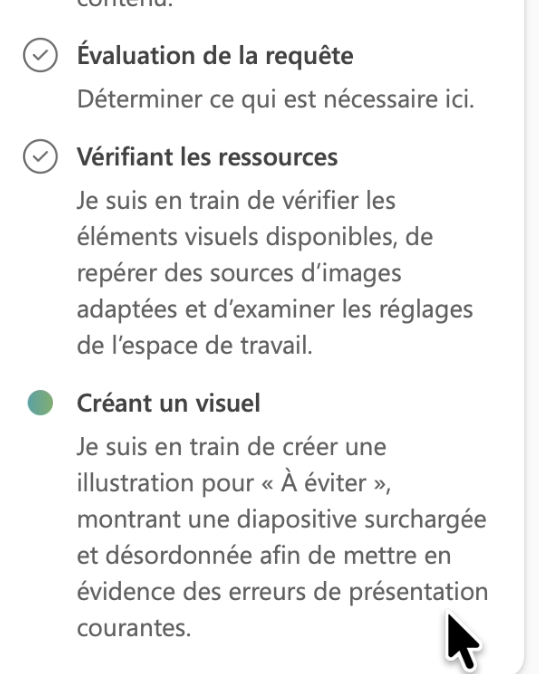 contenu.
Évaluation de la requête
Déterminer ce qui est nécessaire ici.
Vérifiant les ressources
Je suis en train de vérifier les
éléments visuels disponibles, de
repérer des sources d’images
adaptées et d’examiner les réglages
de l’espace de travail.
Créant un visuel
Je suis en train de créer une
illustration pour « À éviter »,
montrant une diapositive surchargée
et désordonnée afin de mettre en
évidence des erreurs de présentation
courantes.